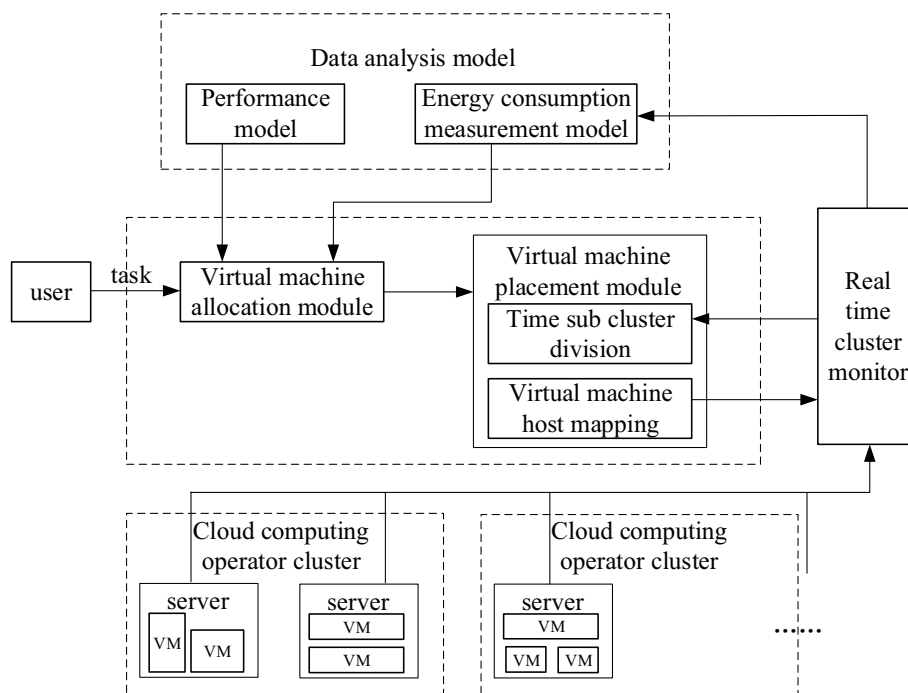 Data analysis model
Performance
model
Energy consumption
measurement model
user
task
Virtual machine
allocation module
Virtual machine
placement module
Time sub cluster
division
Virtual machine
host mapping
Real
time
cluster
monitor
Cloud computing
operator cluster
server
VM
VM
server
VM
VM
Cloud computing
operator cluster
server
VM
VM
VM
······